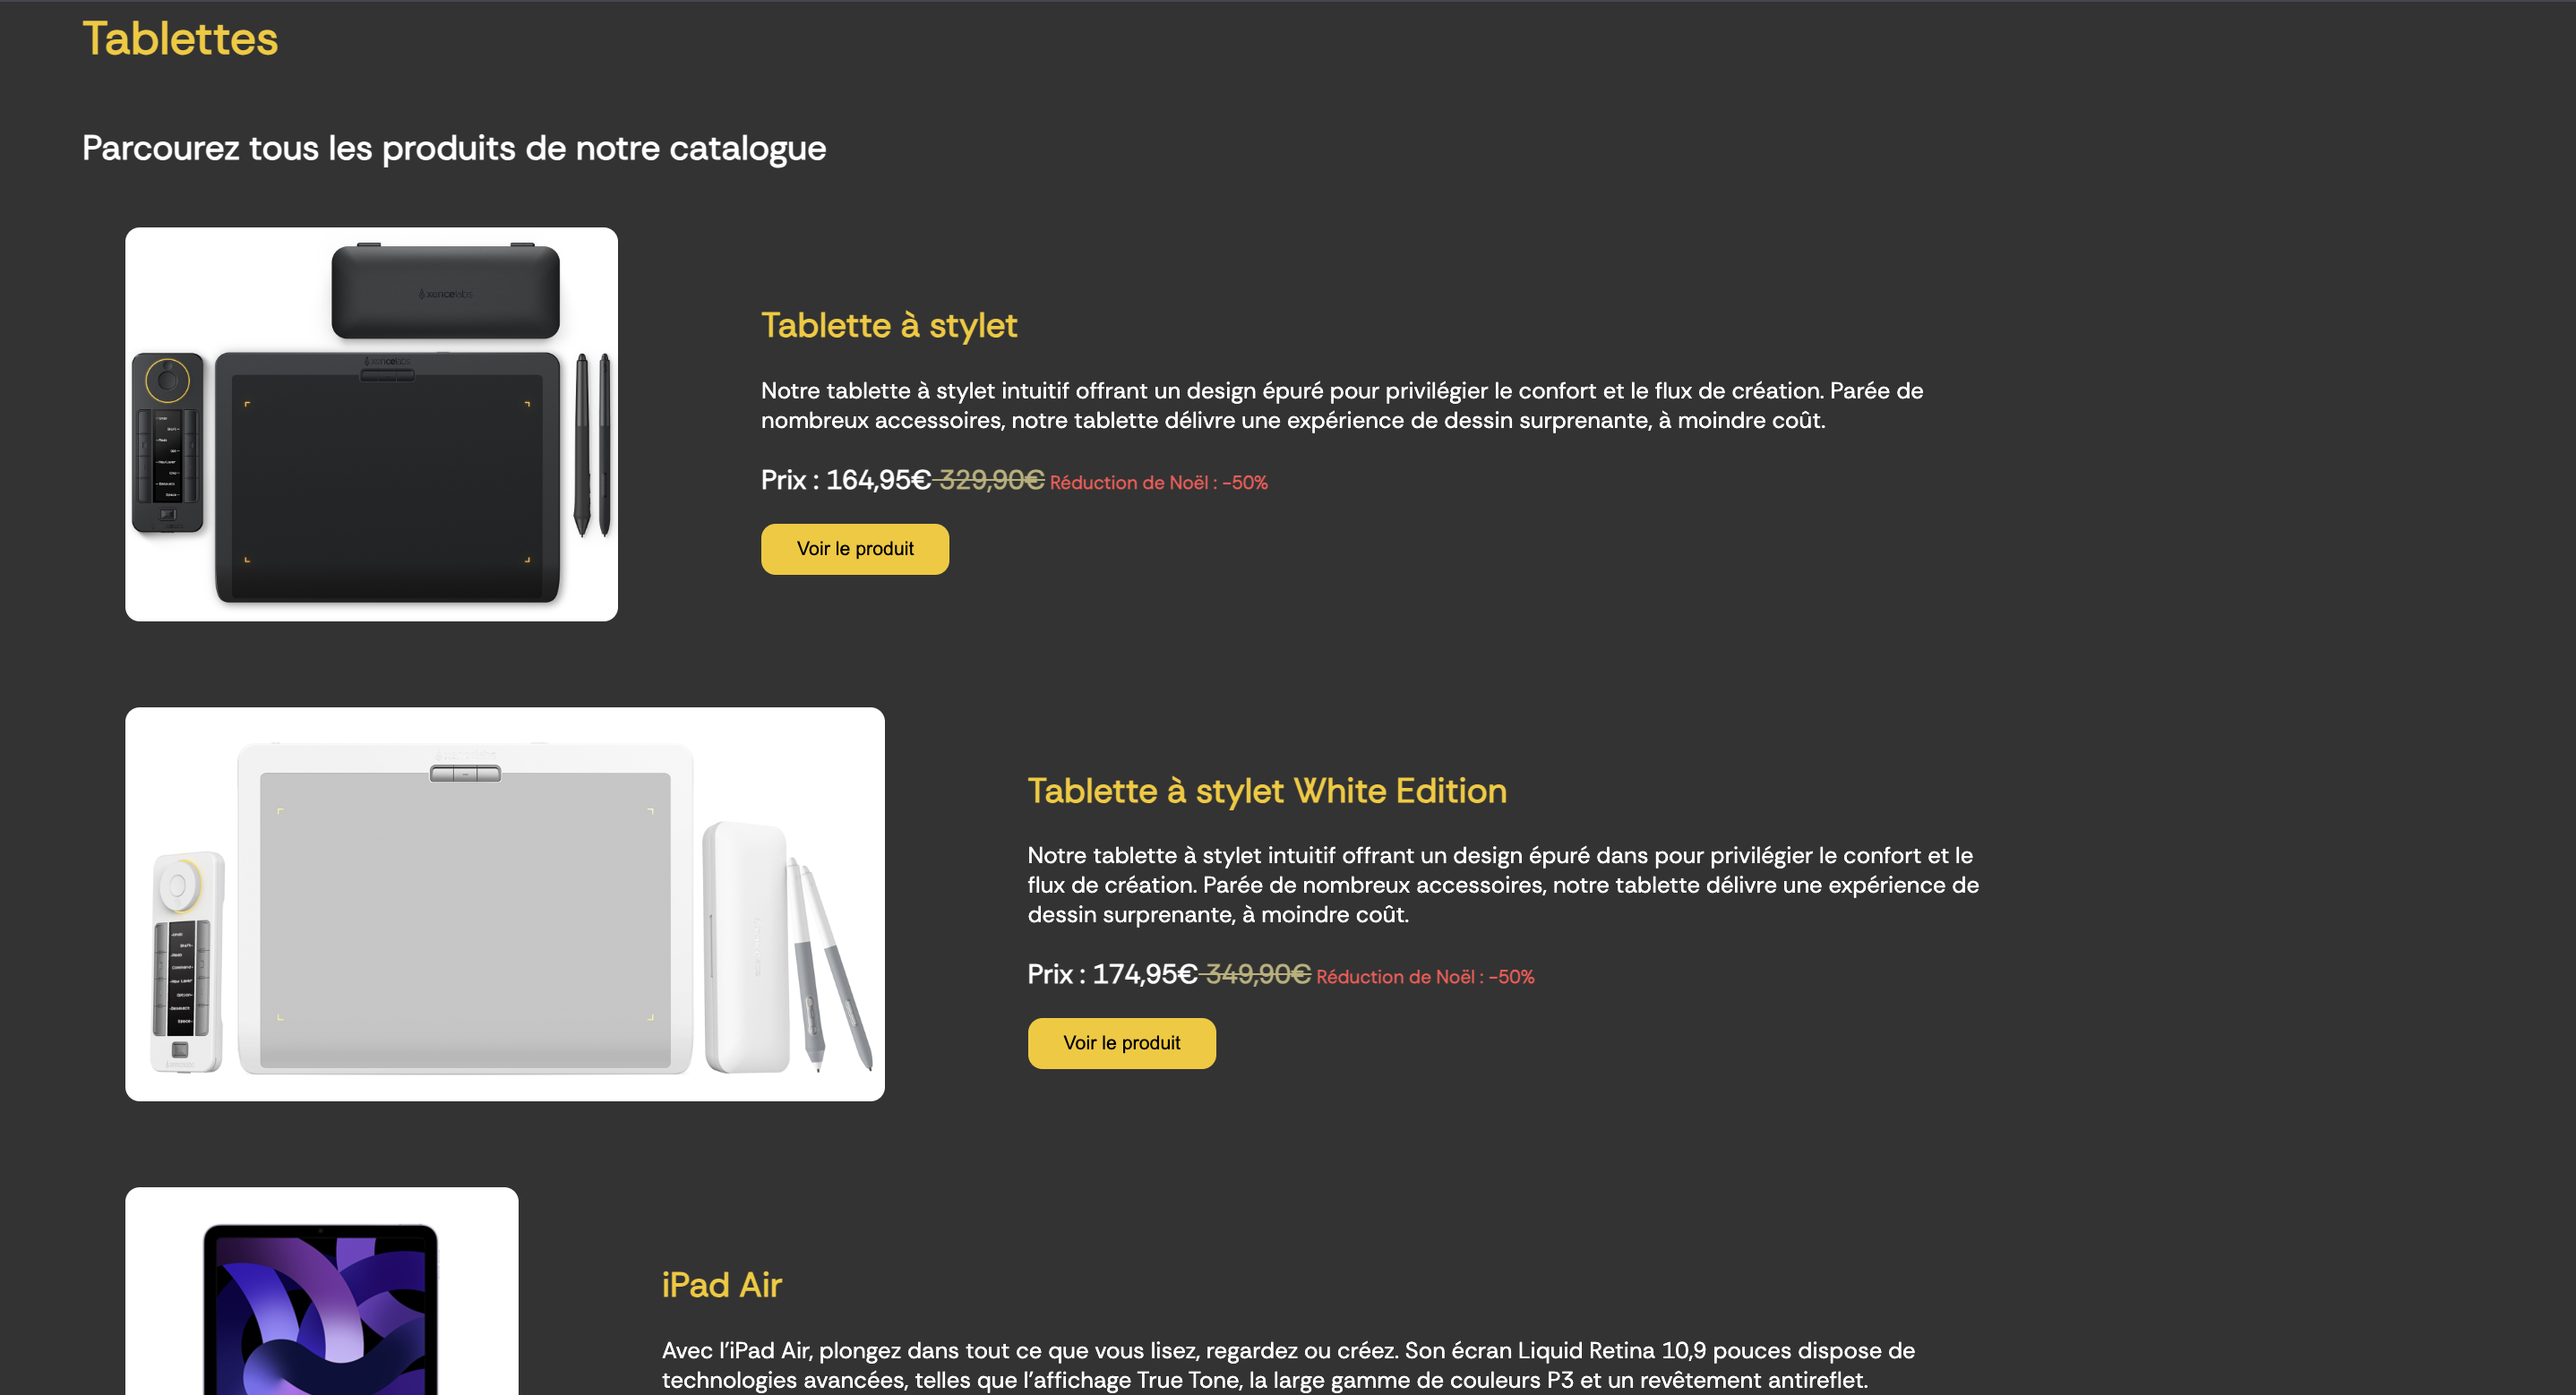 Tablettes
Parcourez tous les produits de notre catalogue
xencelabs
xencelabs
Tablette à stylet
Notre tablette à stylet intuitif offrant un design épuré pour privilégier le confort et le flux de création. Parée de
nombreux accessoires, notre tablette délivre une expérience de dessin surprenante, à moindre coût.
Prix : 164,95€ 329,90€ Réduction de Noël : -50%
Voir le produit
Tablette à stylet White Edition
Notre tablette à stylet intuitif offrant un design épuré dans pour privilégier le confort et le
flux de création. Parée de nombreux accessoires, notre tablette délivre une expérience de
dessin surprenante, à moindre coût.
Prix : 174,95€ 349,90€ Réduction de Noël : -50%
Voir le produit
iPad Air
Avec l’iPad Air, plongez dans tout ce que vous lisez, regardez ou créez. Son écran Liquid Retina 10,9 pouces dispose de
technologies avancées, telles que l’affichage True Tone, la large gamme de couleurs P3 et un revêtement antireflet.